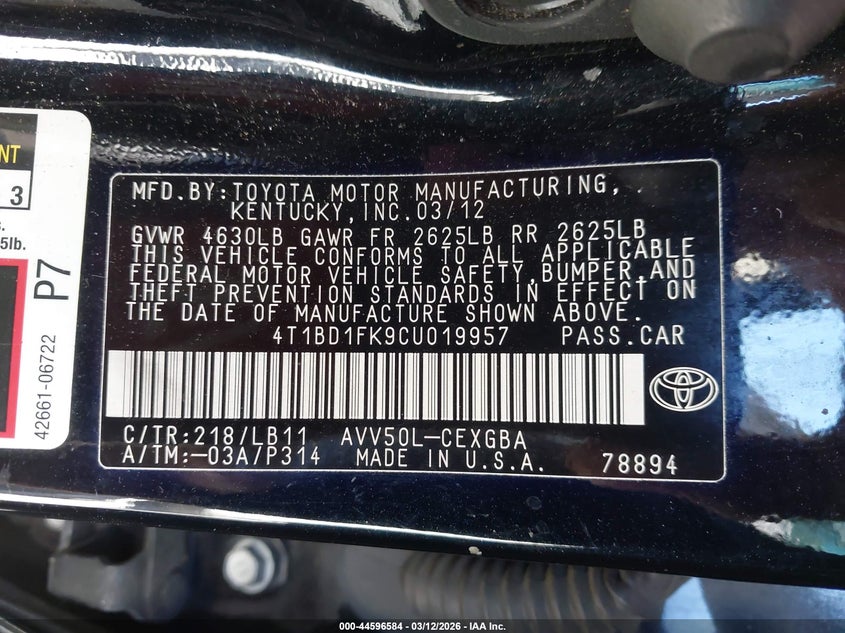 NT
3
5lb.
P7
42661-06722
MFD.BY:TOYOTA MOTOR MANUFACTURING,
KENTUCKY,INC.03/12
GVWR 4630LB GAWR FR 2625LB RR 2625LB
THIS VEHICLE CONFORMS TO ALL APPLICABLE
FEDERAL MOTOR VEHICLE SAFETY,BUMPER,AND
THEFT PREVENTION STANDARDS IN EFFECT ON
THE DATE OF MANUFACTURE SHOWN ABOVE.
4T1BD1FK9CU019957 PASS.CAR
C/TR:218/LB11 AVV50L-CEXGBA
A/TM:-03A/P314 MADE IN U.S.A. 78894
000-44596584 - 03/12/2026 - IAA Inc.